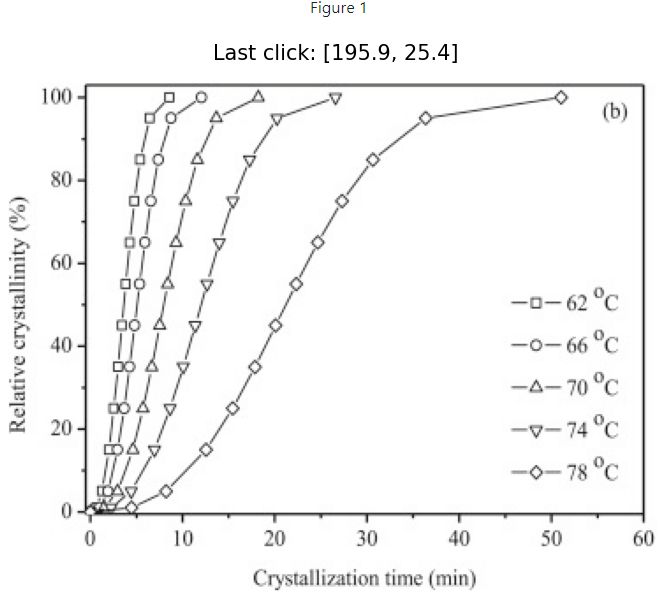 Figure 1
Last click: [195.9, 25.4]
(b)
Relative crystallinity (%)
100
80
60
40
20
0
62 °C
66 °C
70 °C
74 °C
78 °C
0 10 20 30 40 50 60
Crystallization time (min)